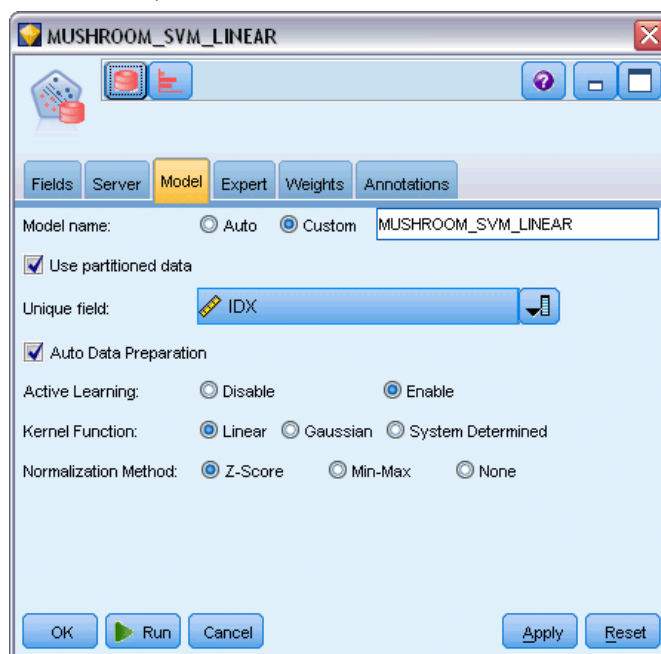 MUSHROOM_SVM_LINEAR
Fields Server Model Expert Weights Annotations
Model name: Auto Custom MUSHROOM_SVM_LINEAR
Use partitioned data
Unique field: IDX
Auto Data Preparation
Active Learning: Disable Enable
Kernel Function: Linear Gaussian System Determined
Normalization Method: Z-Score Min-Max None
OK Run Cancel Apply Reset